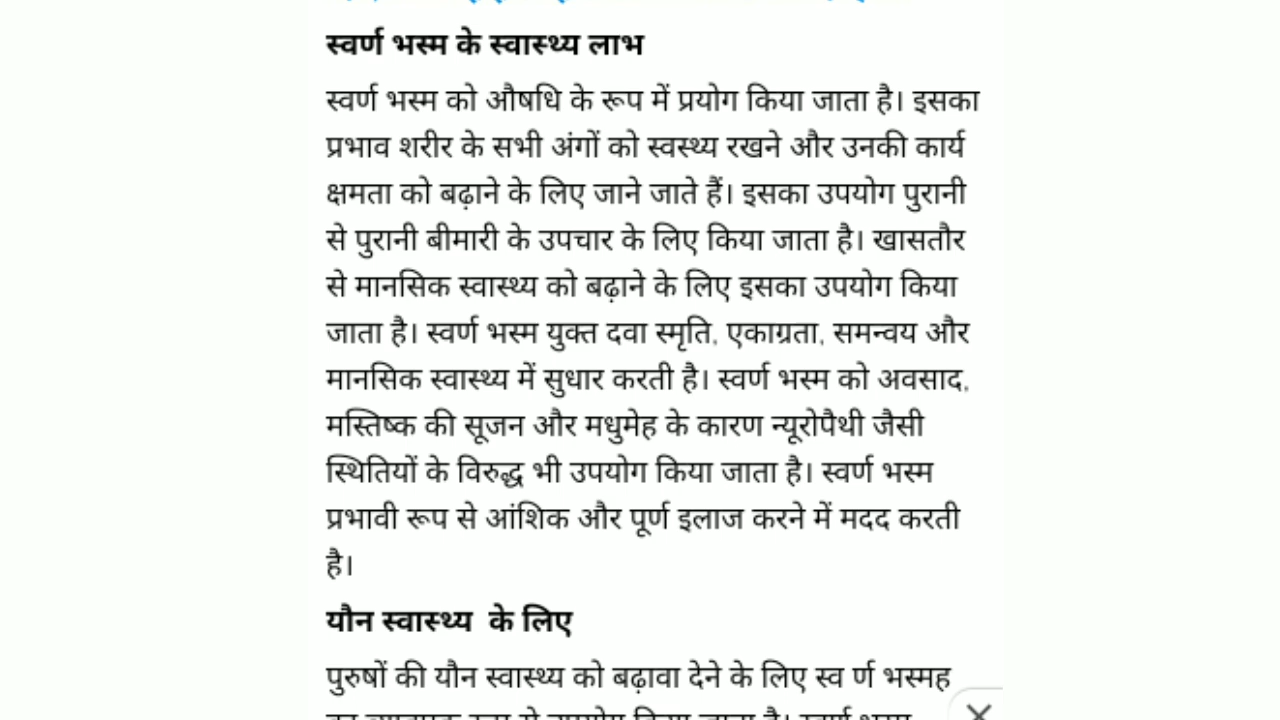 स्वर्ण भस्म के स्वास्थ्य लाभ
स्वर्ण भस्म को औषधि के रूप में प्रयोग किया जाता है। इसका
प्रभाव शरीर के सभी अंगों को स्वस्थ्य रखने और उनकी कार्य
क्षमता को बढ़ाने के लिए जाने जाते हैं। इसका उपयोग पुरानी
से पुरानी बीमारी के उपचार के लिए किया जाता है। खासतौर
से मानसिक स्वास्थ्य को बढ़ाने के लिए इसका उपयोग किया
जाता है। स्वर्ण भस्म युक्त दवा स्मृति, एकाग्रता, समन्वय और
मानसिक स्वास्थ्य में सुधार करती है। स्वर्ण भस्म को अवसाद,
मस्तिष्क की सूजन और मधुमेह के कारण न्यूरोपैथी जैसी
स्थितियों के विरुद्ध भी उपयोग किया जाता है। स्वर्ण भस्म
प्रभावी रूप से आंशिक और पूर्ण इलाज करने में मदद करती
है।
यौन स्वास्थ्य के लिए
पुरुषों की यौन स्वास्थ्य को बढ़ावा देने के लिए स्व र्ण भस्मह